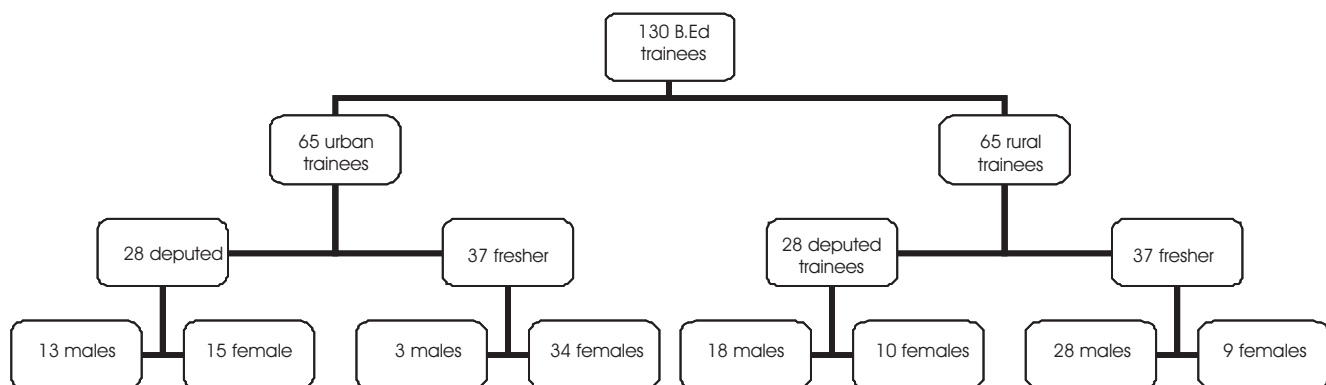 130 B.Ed
trainees
65 urban
trainees
65 rural
trainees
28 deputed
37 fresher
28 deputed
trainees
37 fresher
13 males
15 female
3 males
34 females
18 males
10 females
28 males
9 females